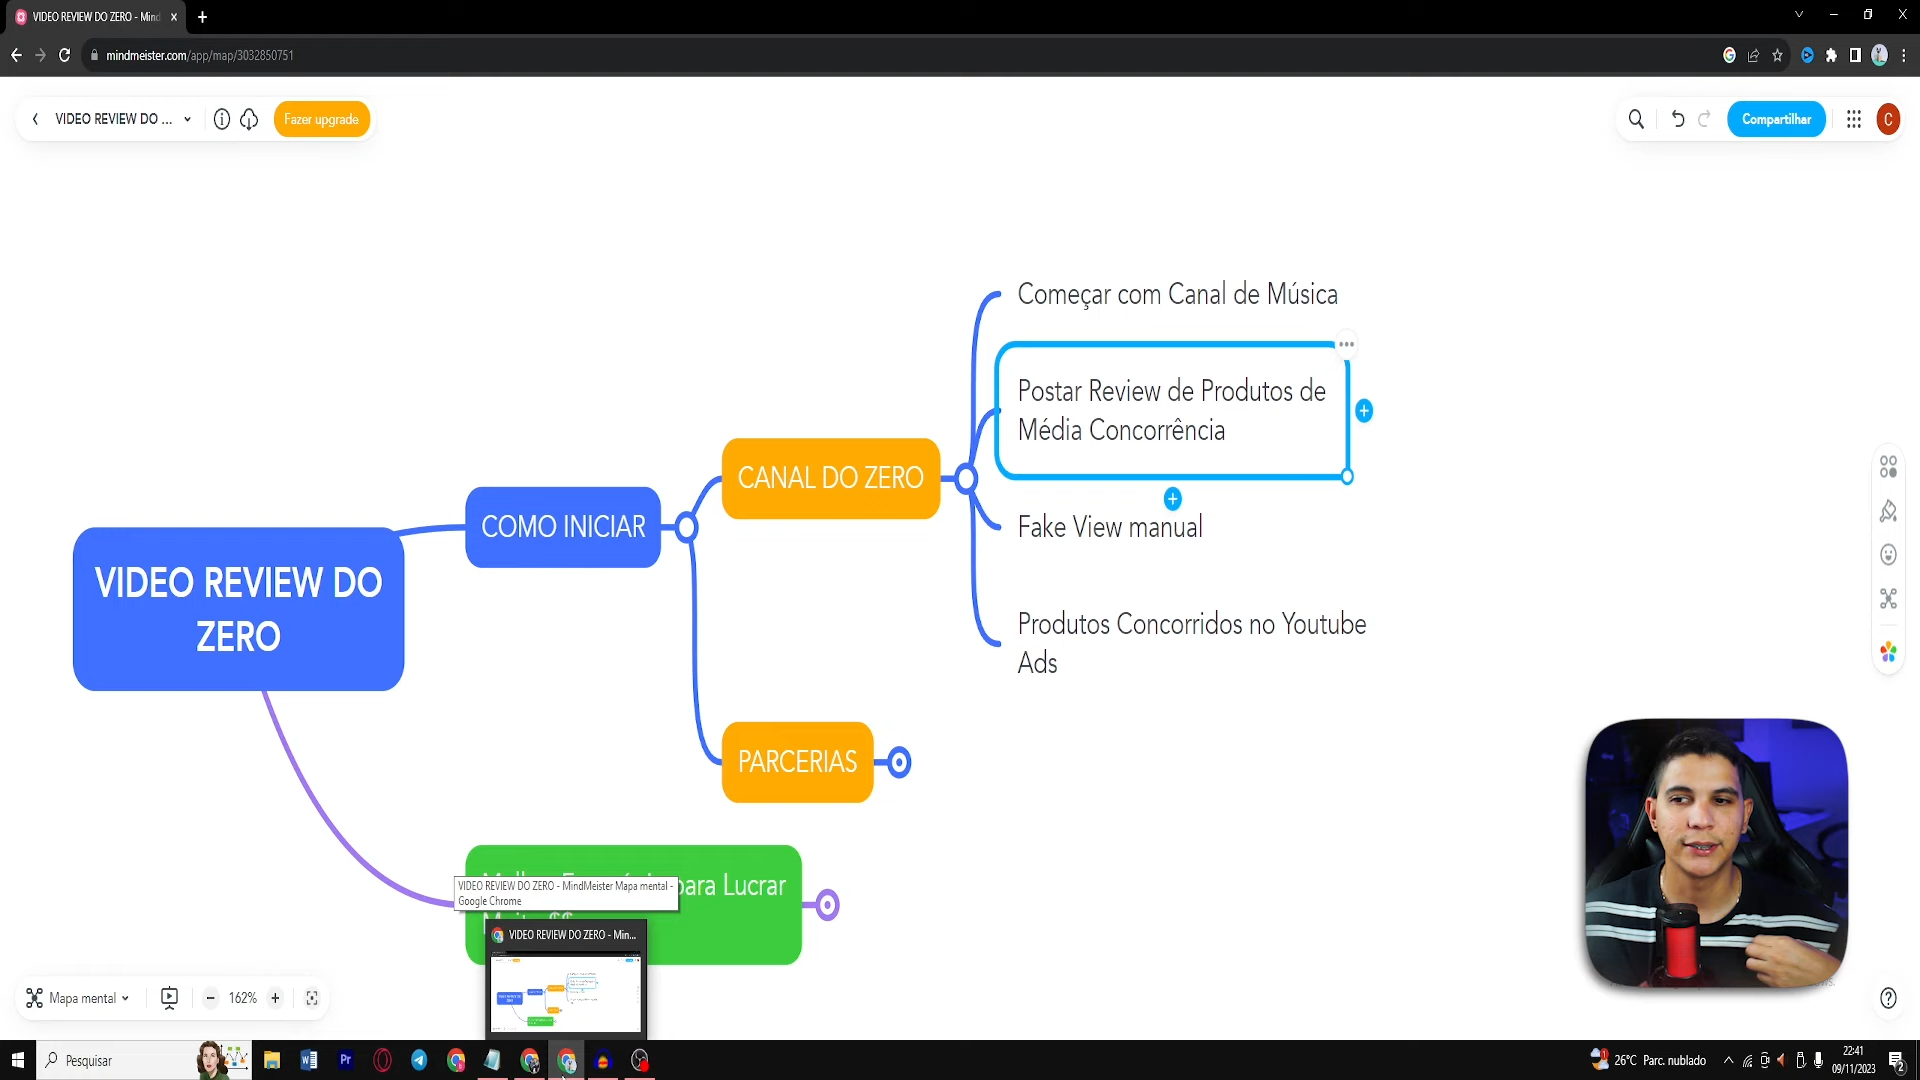 VIDEO REVIEW DO ZERO - Mind
mindmeister.com/app/map/3032850751
VIDEO REVIEW DO ...
Fazer upgrade
Compartilhar
C
Começar com Canal de Música
Postar Review de Produtos de
Média Concorrência
CANAL DO ZERO
COMO INICIAR
Fake View manual
VIDEO REVIEW DO
ZERO
Produtos Concorridos no Youtube
Ads
PARCERIAS
para Lucrar
VIDEO REVIEW DO ZERO - MindMeister Mapa mental -
Google Chrome
VIDEO REVIEW DO ZERO - Min...
Mapa mental
162%
Pesquisar
Pr
26°C Parc. nublado
22:41
09/11/2023
2